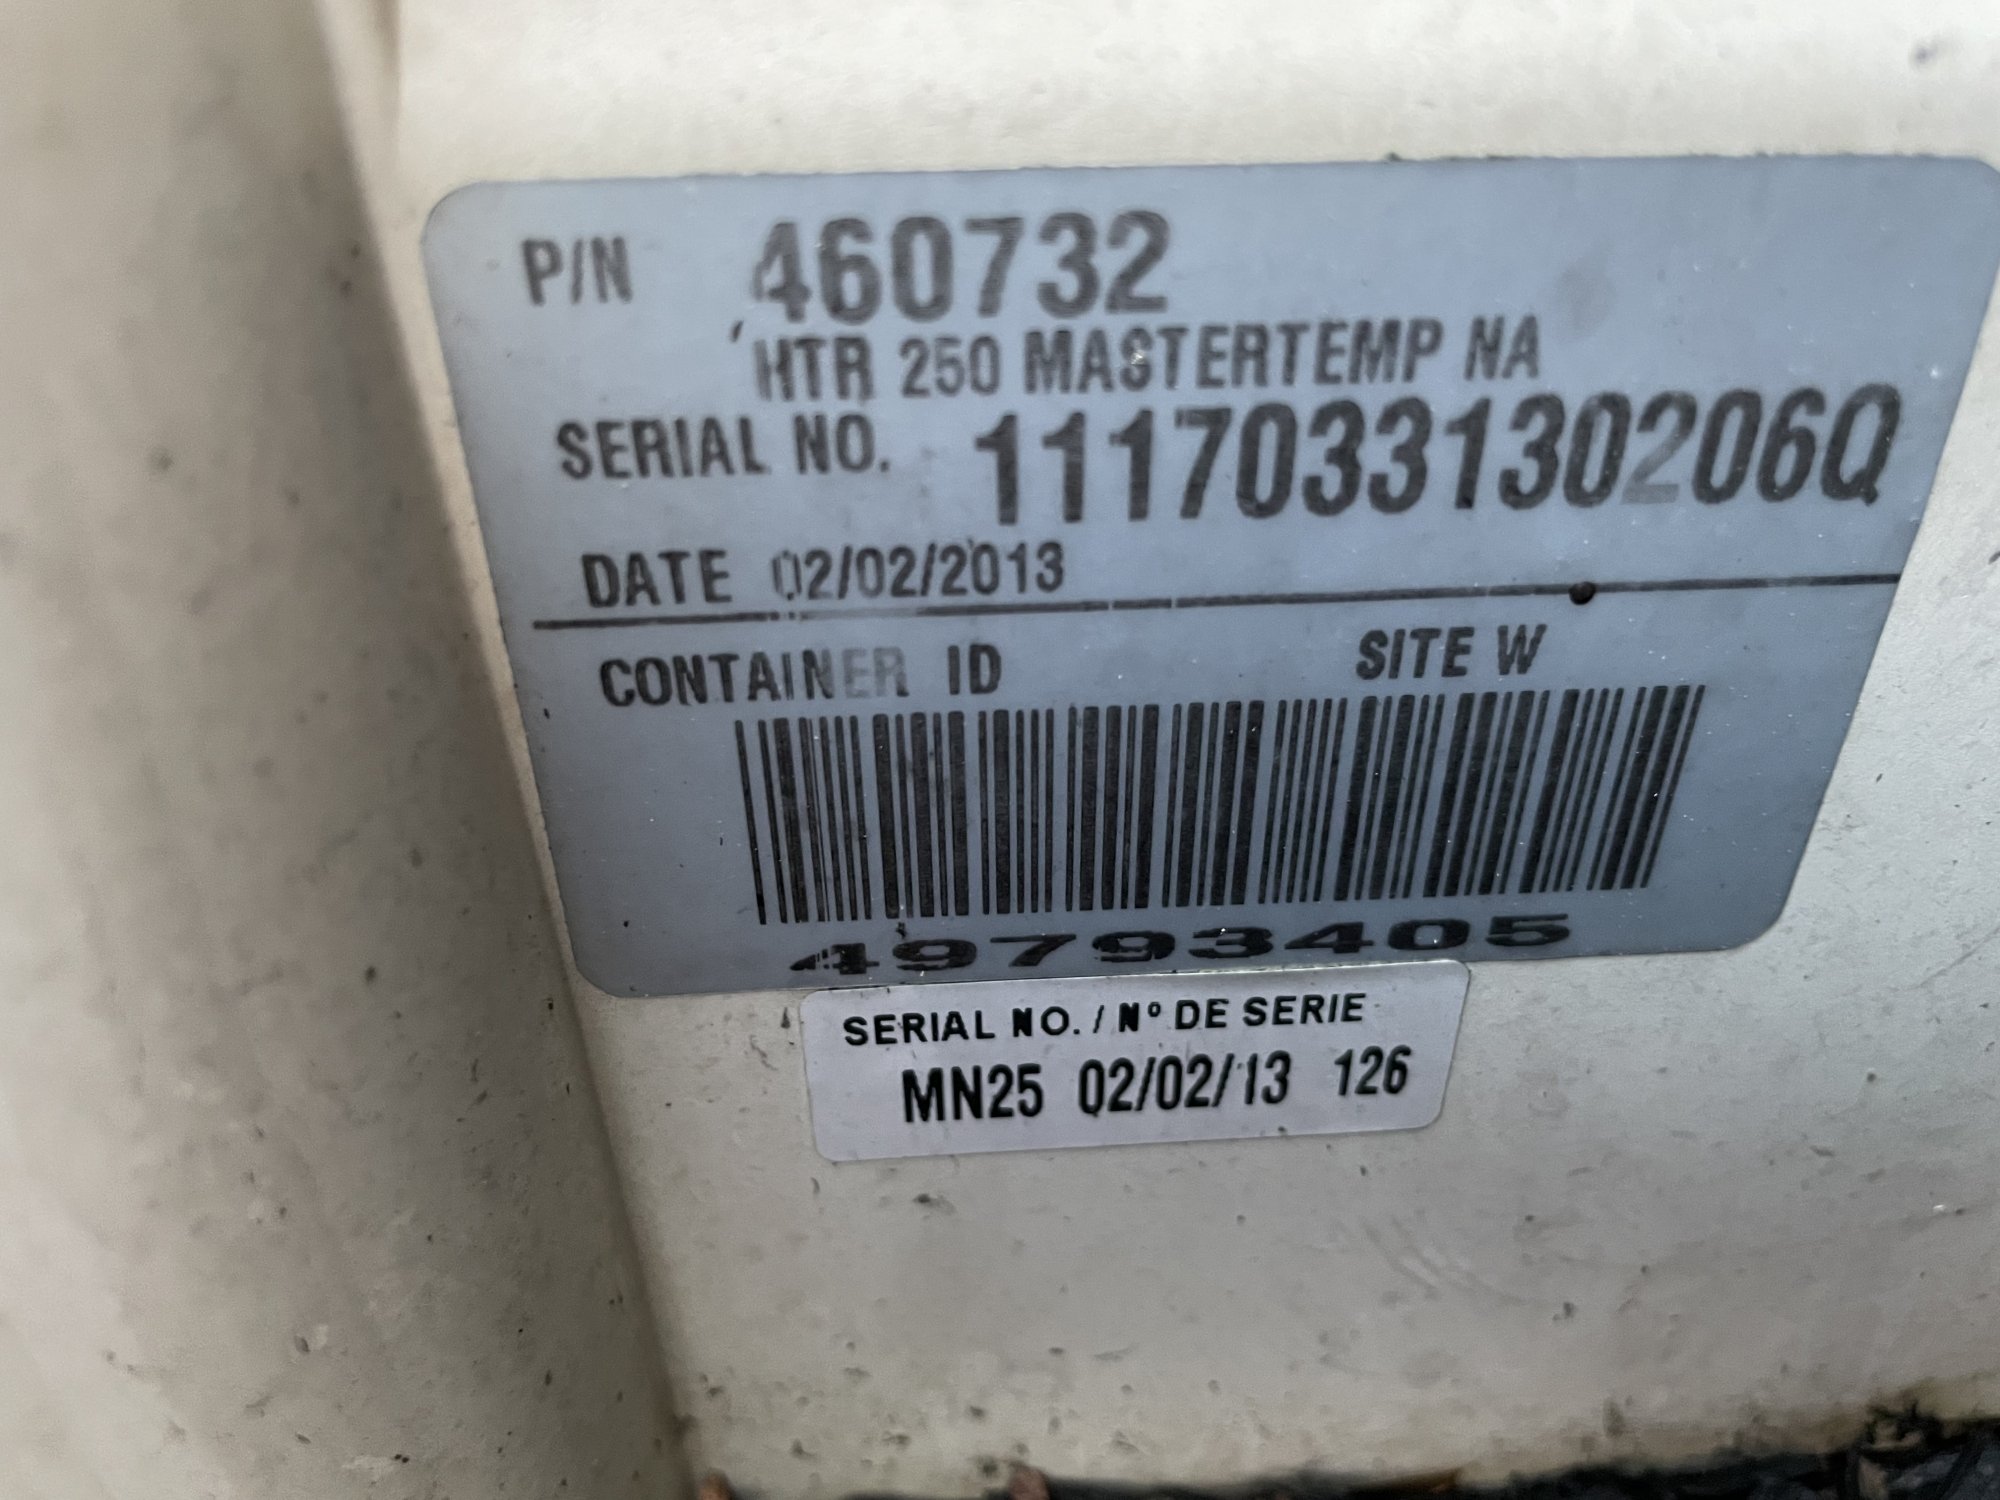 P/N 460732
HTR 250 MASTERTEMP NA
SERIAL NO. 1117033130206Q
DATE 02/02/2013
CONTAINER ID SITE W
49793405
SERIAL NO. / Nº DE SERIE
MN25 02/02/13 126